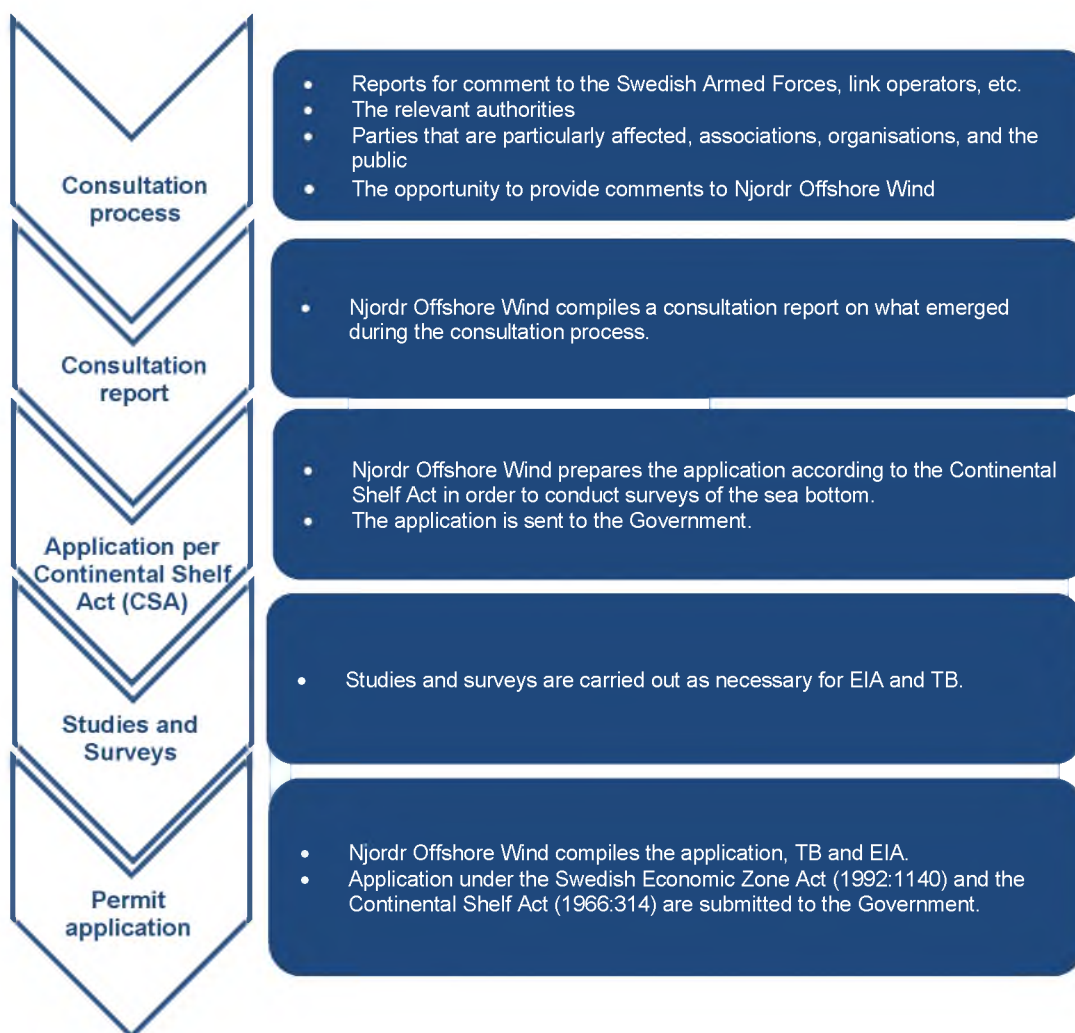 Consultation
process
• Reports for comment to the Swedish Armed Forces, link operators, etc.
• The relevant authorities
• Parties that are particularly affected, associations, organisations, and the
public
• The opportunity to provide comments to Njordr Offshore Wind
Consultation
report
• Njordr Offshore Wind compiles a consultation report on what emerged
during the consultation process.
Application per
Continental Shelf
Act (CSA)
• Njordr Offshore Wind prepares the application according to the Continental
Shelf Act in order to conduct surveys of the sea bottom.
• The application is sent to the Government.
Studies and
Surveys
• Studies and surveys are carried out as necessary for EIA and TB.
Permit
application
• Njordr Offshore Wind compiles the application, TB and EIA.
• Application under the Swedish Economic Zone Act (1992:1140) and the
Continental Shelf Act (1966:314) are submitted to the Government.